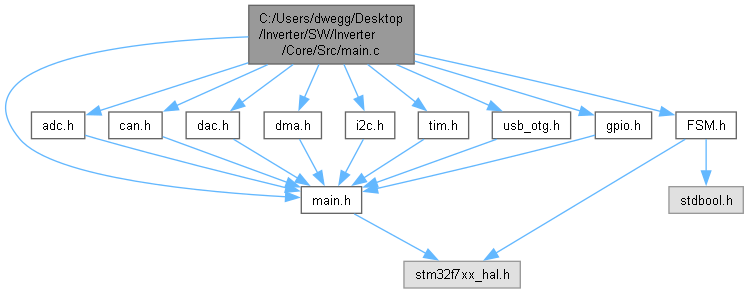 C:/Users/dwegg/Desktop
/Inverter/SW/Inverter
/Core/Src/main.c
adc.h
can.h
dac.h
dma.h
i2c.h
tim.h
usb_otg.h
gpio.h
FSM.h
main.h
stdbool.h
stm32f7xx_hal.h